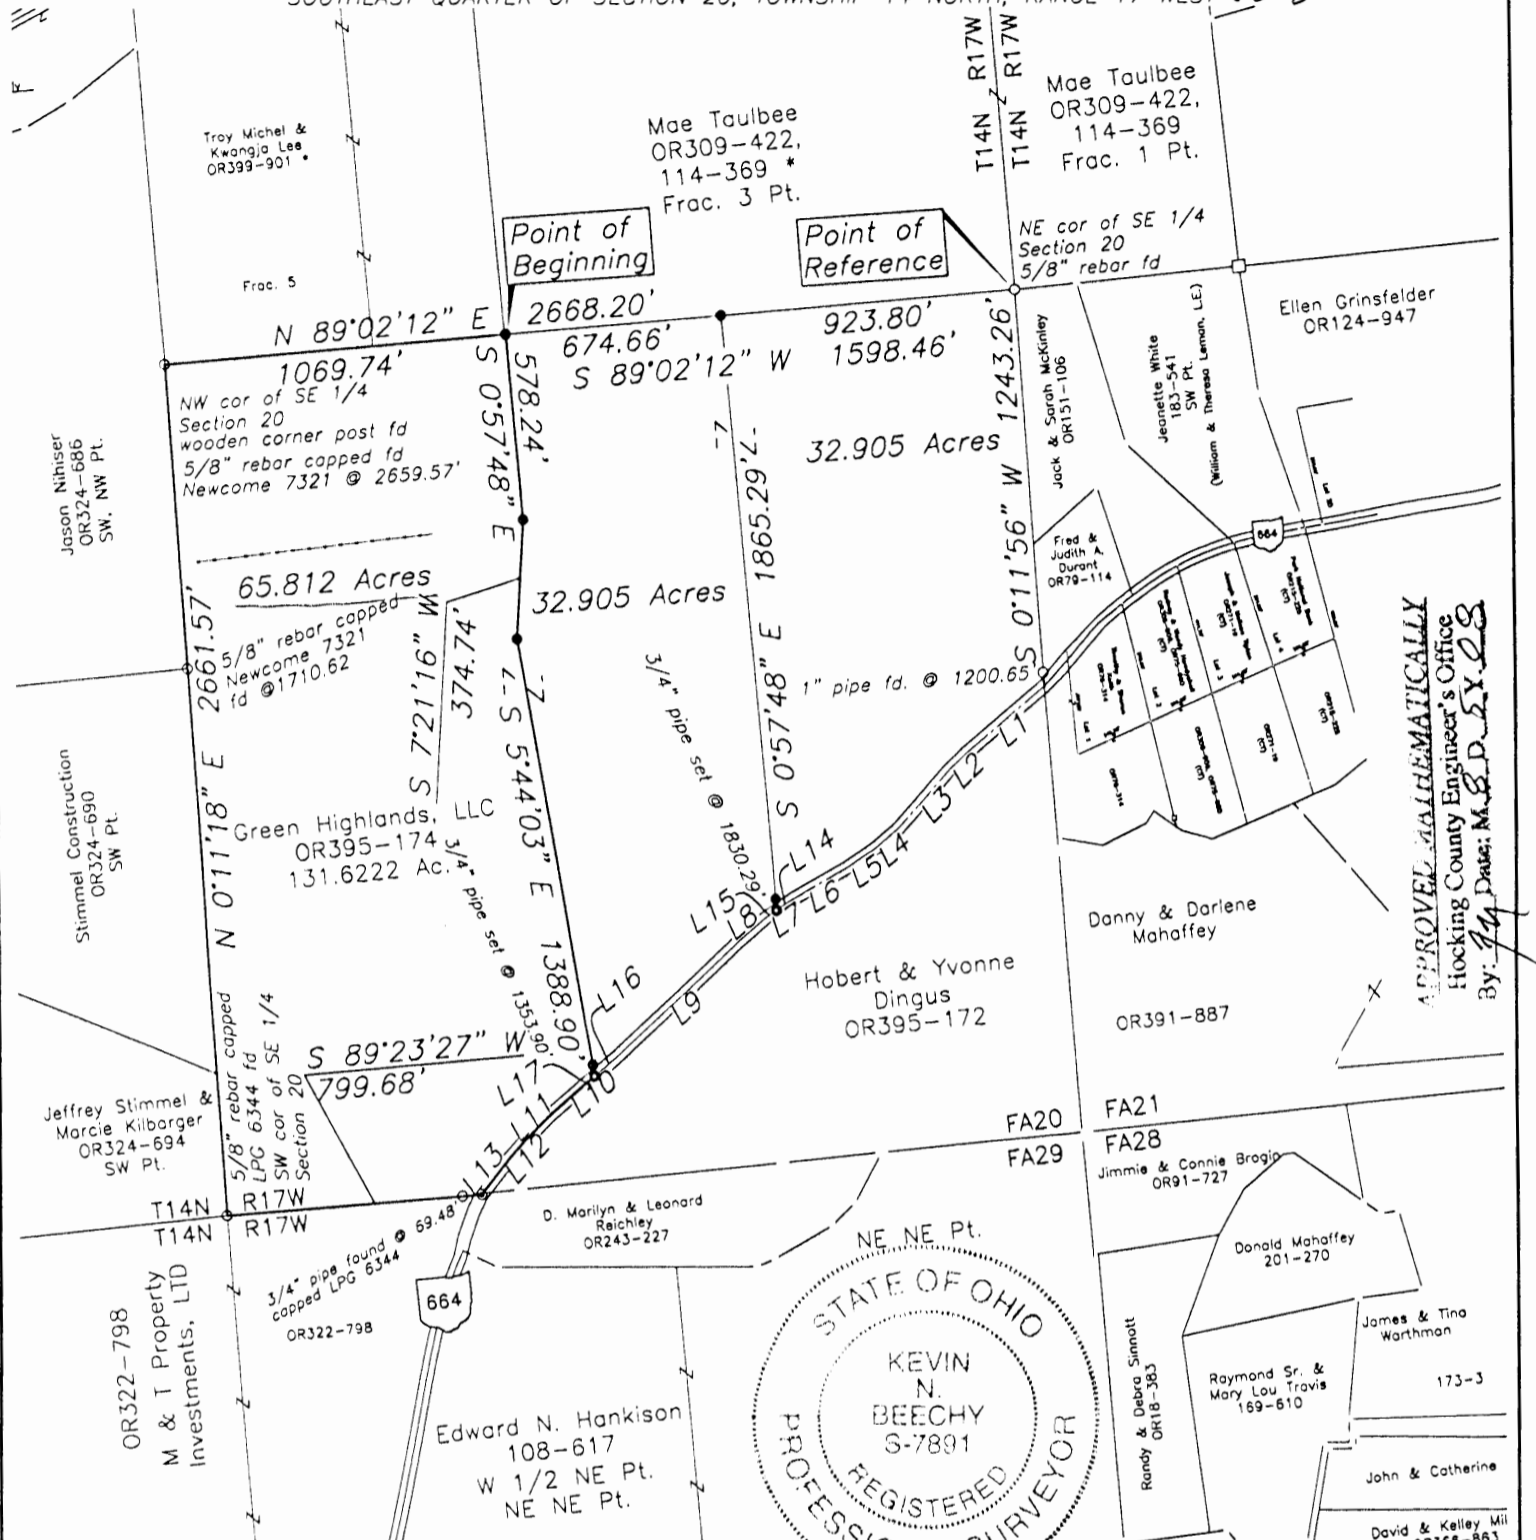 T14N R17W
T14N R17W
Troy Michel &
Kwangja Lee
OR399-901 *
Frac. 5
Mae Taulbee
OR309-422,
114-369 *
Frac. 3 Pt.
Mae Taulbee
OR309-422,
114-369
Frac. 1 Pt.
Point of
Beginning
Point of
Reference
NE cor of SE 1/4
Section 20
5/8" rebar fd
N 89°02'12" E
2668.20'
1069.74'
674.66'
923.80'
S 89°02'12" W
1598.46'
Ellen Grinsfelder
OR124-947
Jack & Sarah McKinley
OR151-106
Jeanette White
183-541
SW Pt.
(William & Theresa Leman, LE)
NW cor of SE 1/4
Section 20
wooden corner post fd
5/8" rebar capped fd
Newcome 7321 @ 2659.57'
S 0°57'48" E
578.24'
S 0°57'48" E 1865.29'
S 0°11'56" W 1243.26'
32.905 Acres
Jason Nihiser
OR324-686
SW, NW Pt.
65.812 Acres
5/8" rebar capped
Newcome 7321
fd @1710.62
N 0°11'18" E 2661.57'
S 7°21'16" W
374.74'
32.905 Acres
S 5°44'03" E 1388.90'
3/4" pipe set @ 1830.29'
1" pipe fd. @ 1200.65
Fred &
Judith A.
Durant
OR79-114
664
Stimmel Construction
OR324-690
SW Pt.
Green Highlands, LLC
OR395-174
131.6222 Ac.
3/4" pipe set @ 1353.90'
L1
L2
L3
L4
L5
L6
L7
L14
L15
L8
L9
L16
L17
L10
L11
L12
L13
Hobert & Yvonne
Dingus
OR395-172
Danny & Darlene
Mahaffey
OR391-887
APPROVED MATHEMATICALLY
Hocking County Engineer's Office
By: Date:
S 89°23'27" W
799.68'
Jeffrey Stimmel &
Marcie Kilbarger
OR324-694
SW Pt.
5/8" rebar capped
LPG 6344 fd
SW cor of SE 1/4
Section 20
T14N R17W
T14N R17W
FA20 FA21
FA29 FA28
3/4" pipe found @ 69.48'
capped LPG 6344
OR322-798
OR322-798
M & T Property
Investments, LTD
664
D. Marilyn & Leonard
Reichley
OR243-227
NE NE Pt.
Jimmie & Connie Brogin
OR91-727
Donald Mahaffey
201-270
James & Tina
Warthman
173-3
Randy & Debra Sinnott
OR18-383
Raymond Sr. &
Mary Lou Travis
169-610
John & Catherine
David & Kelley Mil
Edward N. Hankison
108-617
W 1/2 NE Pt.
NE NE Pt.
STATE OF OHIO
KEVIN
N.
BEECHY
S-7891
REGISTERED